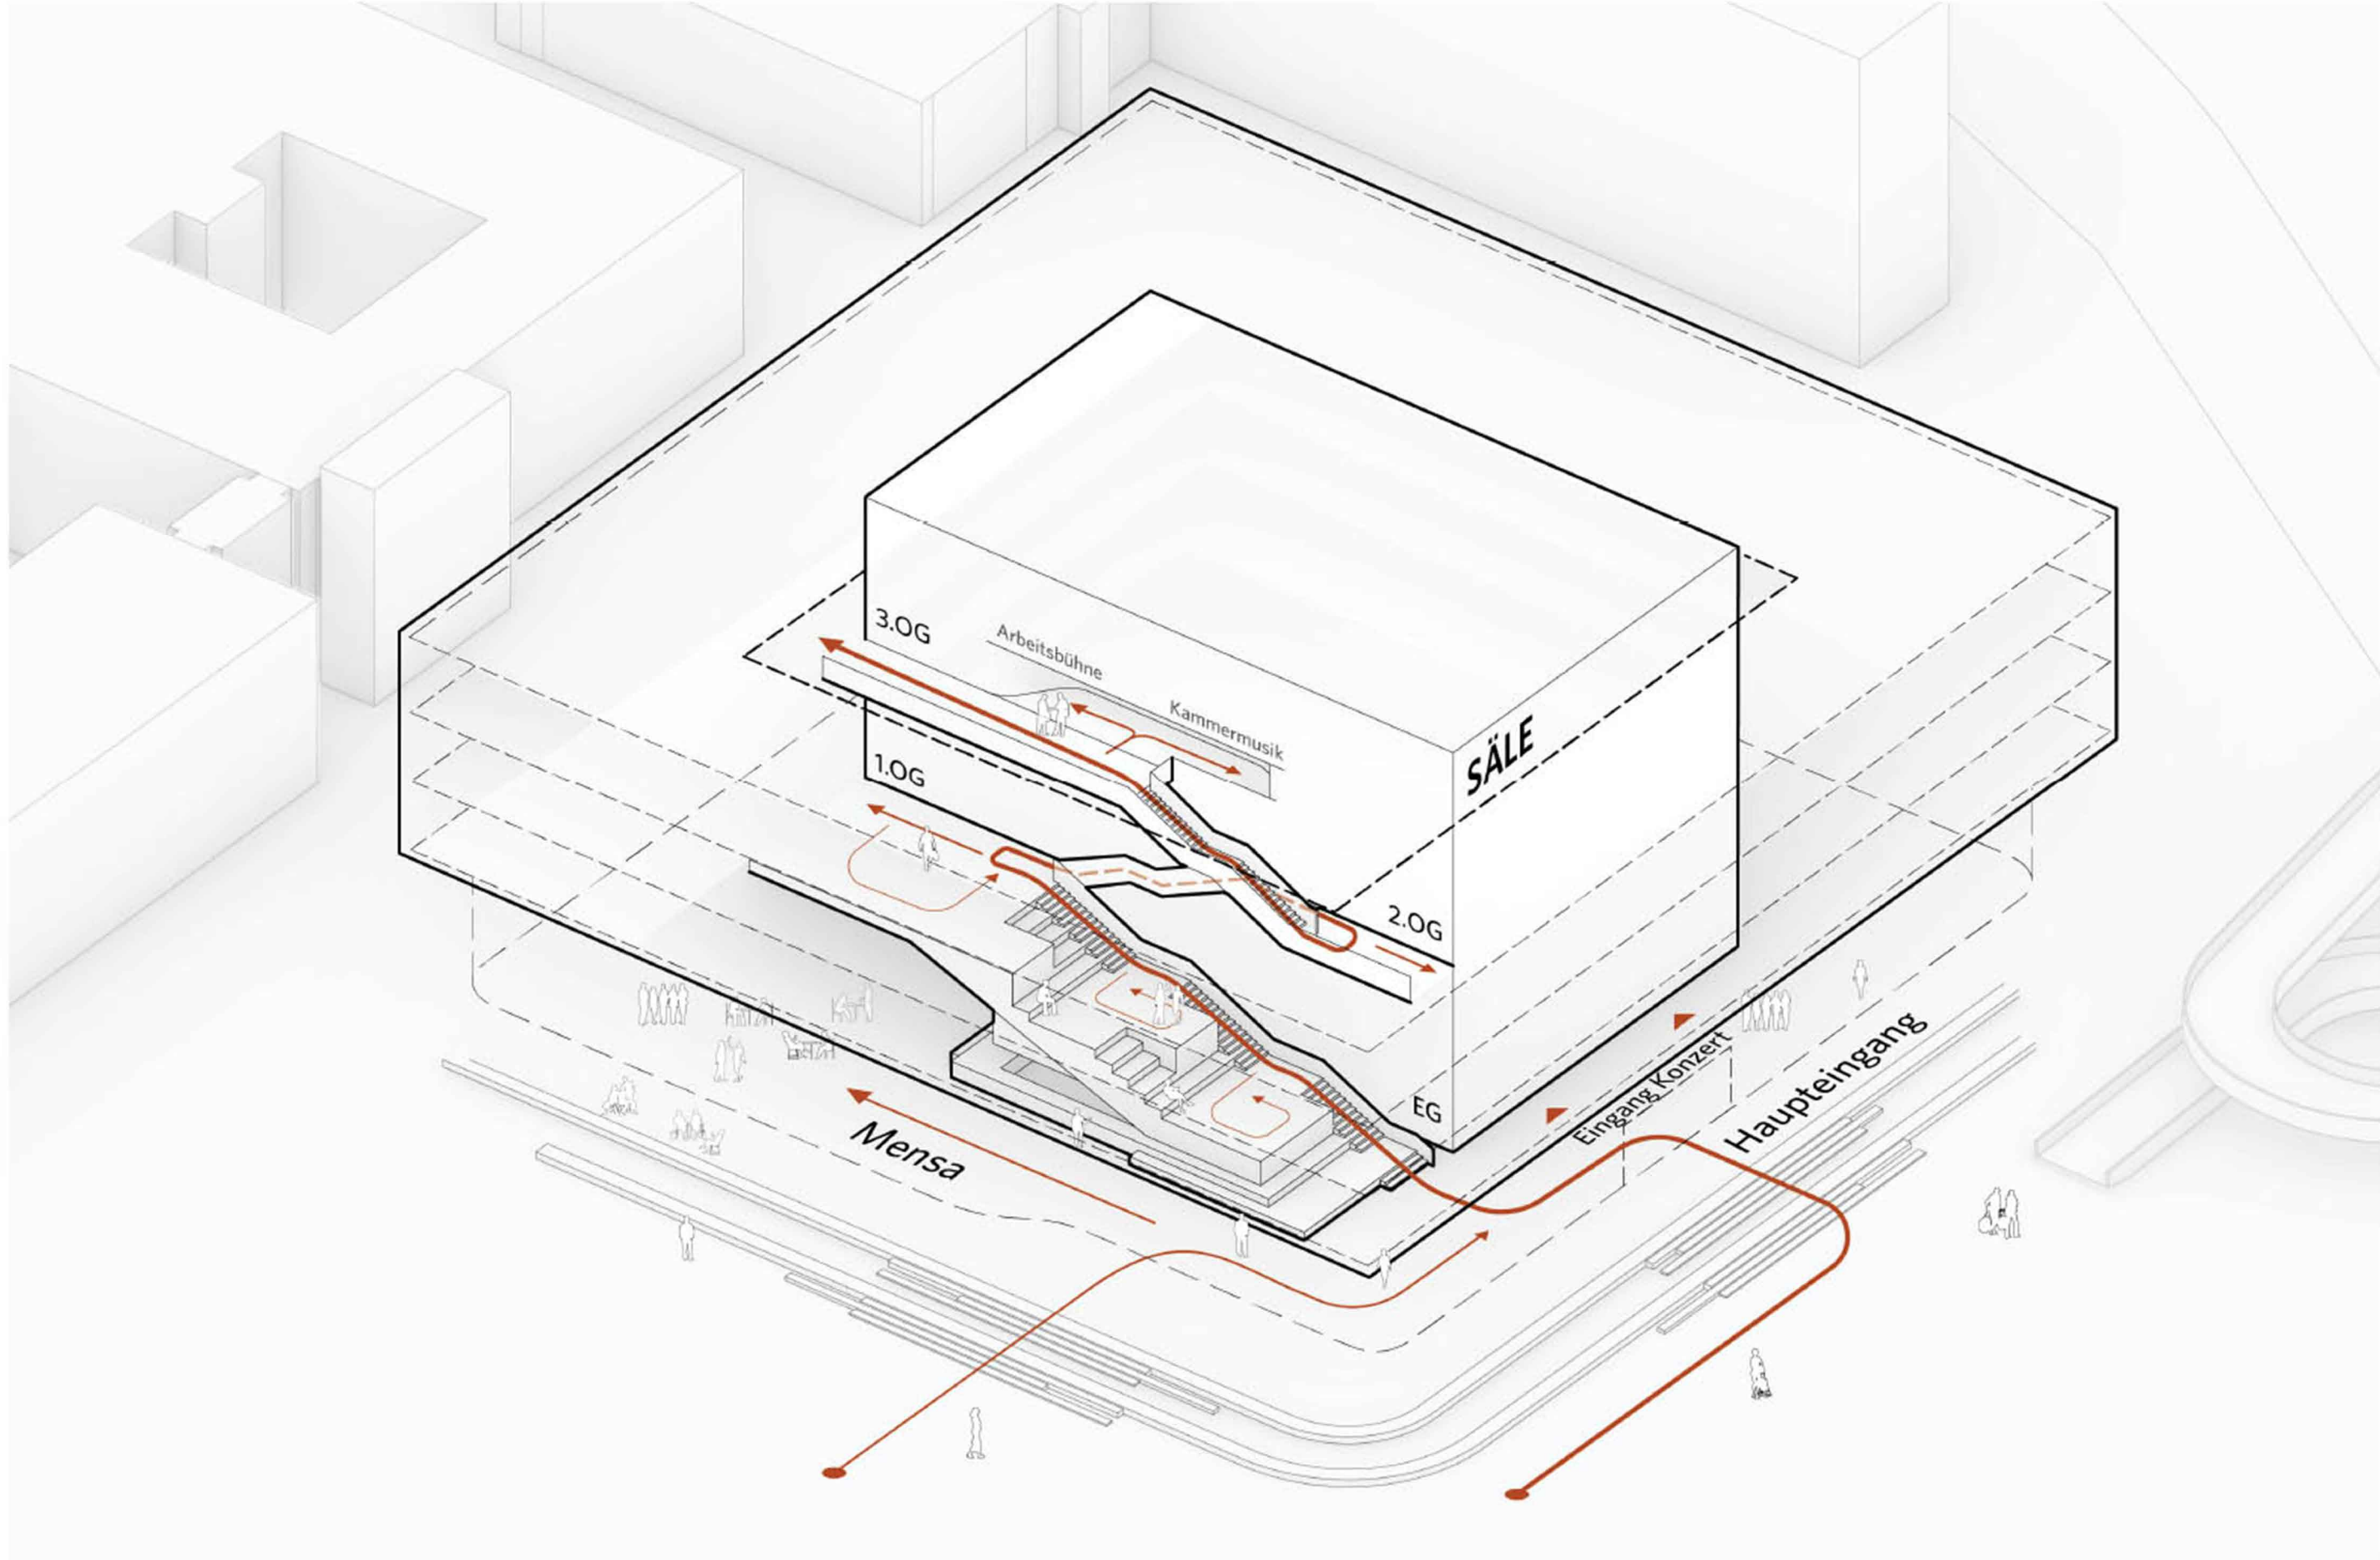 3.OG
Arbeitsbühne
Kammermusik
SÄLE
1.OG
2.OG
EG
Eingang Konzert
Haupteingang
Mensa